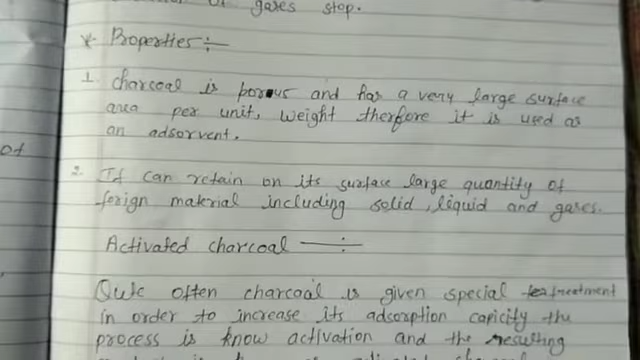 of gases stop.
* Properties ÷
1. charcoal is porous and has a very large surface
area per unit, weight therfore it is used as
an adsorvent.
of
2. It can retain on its surface large quantity of
forign material including solid, liquid and gases.
Activated charcoal ÷
Qute often charcoal is given special treatment
in order to increase its adsorption capicity the
process is know activation and the resulting